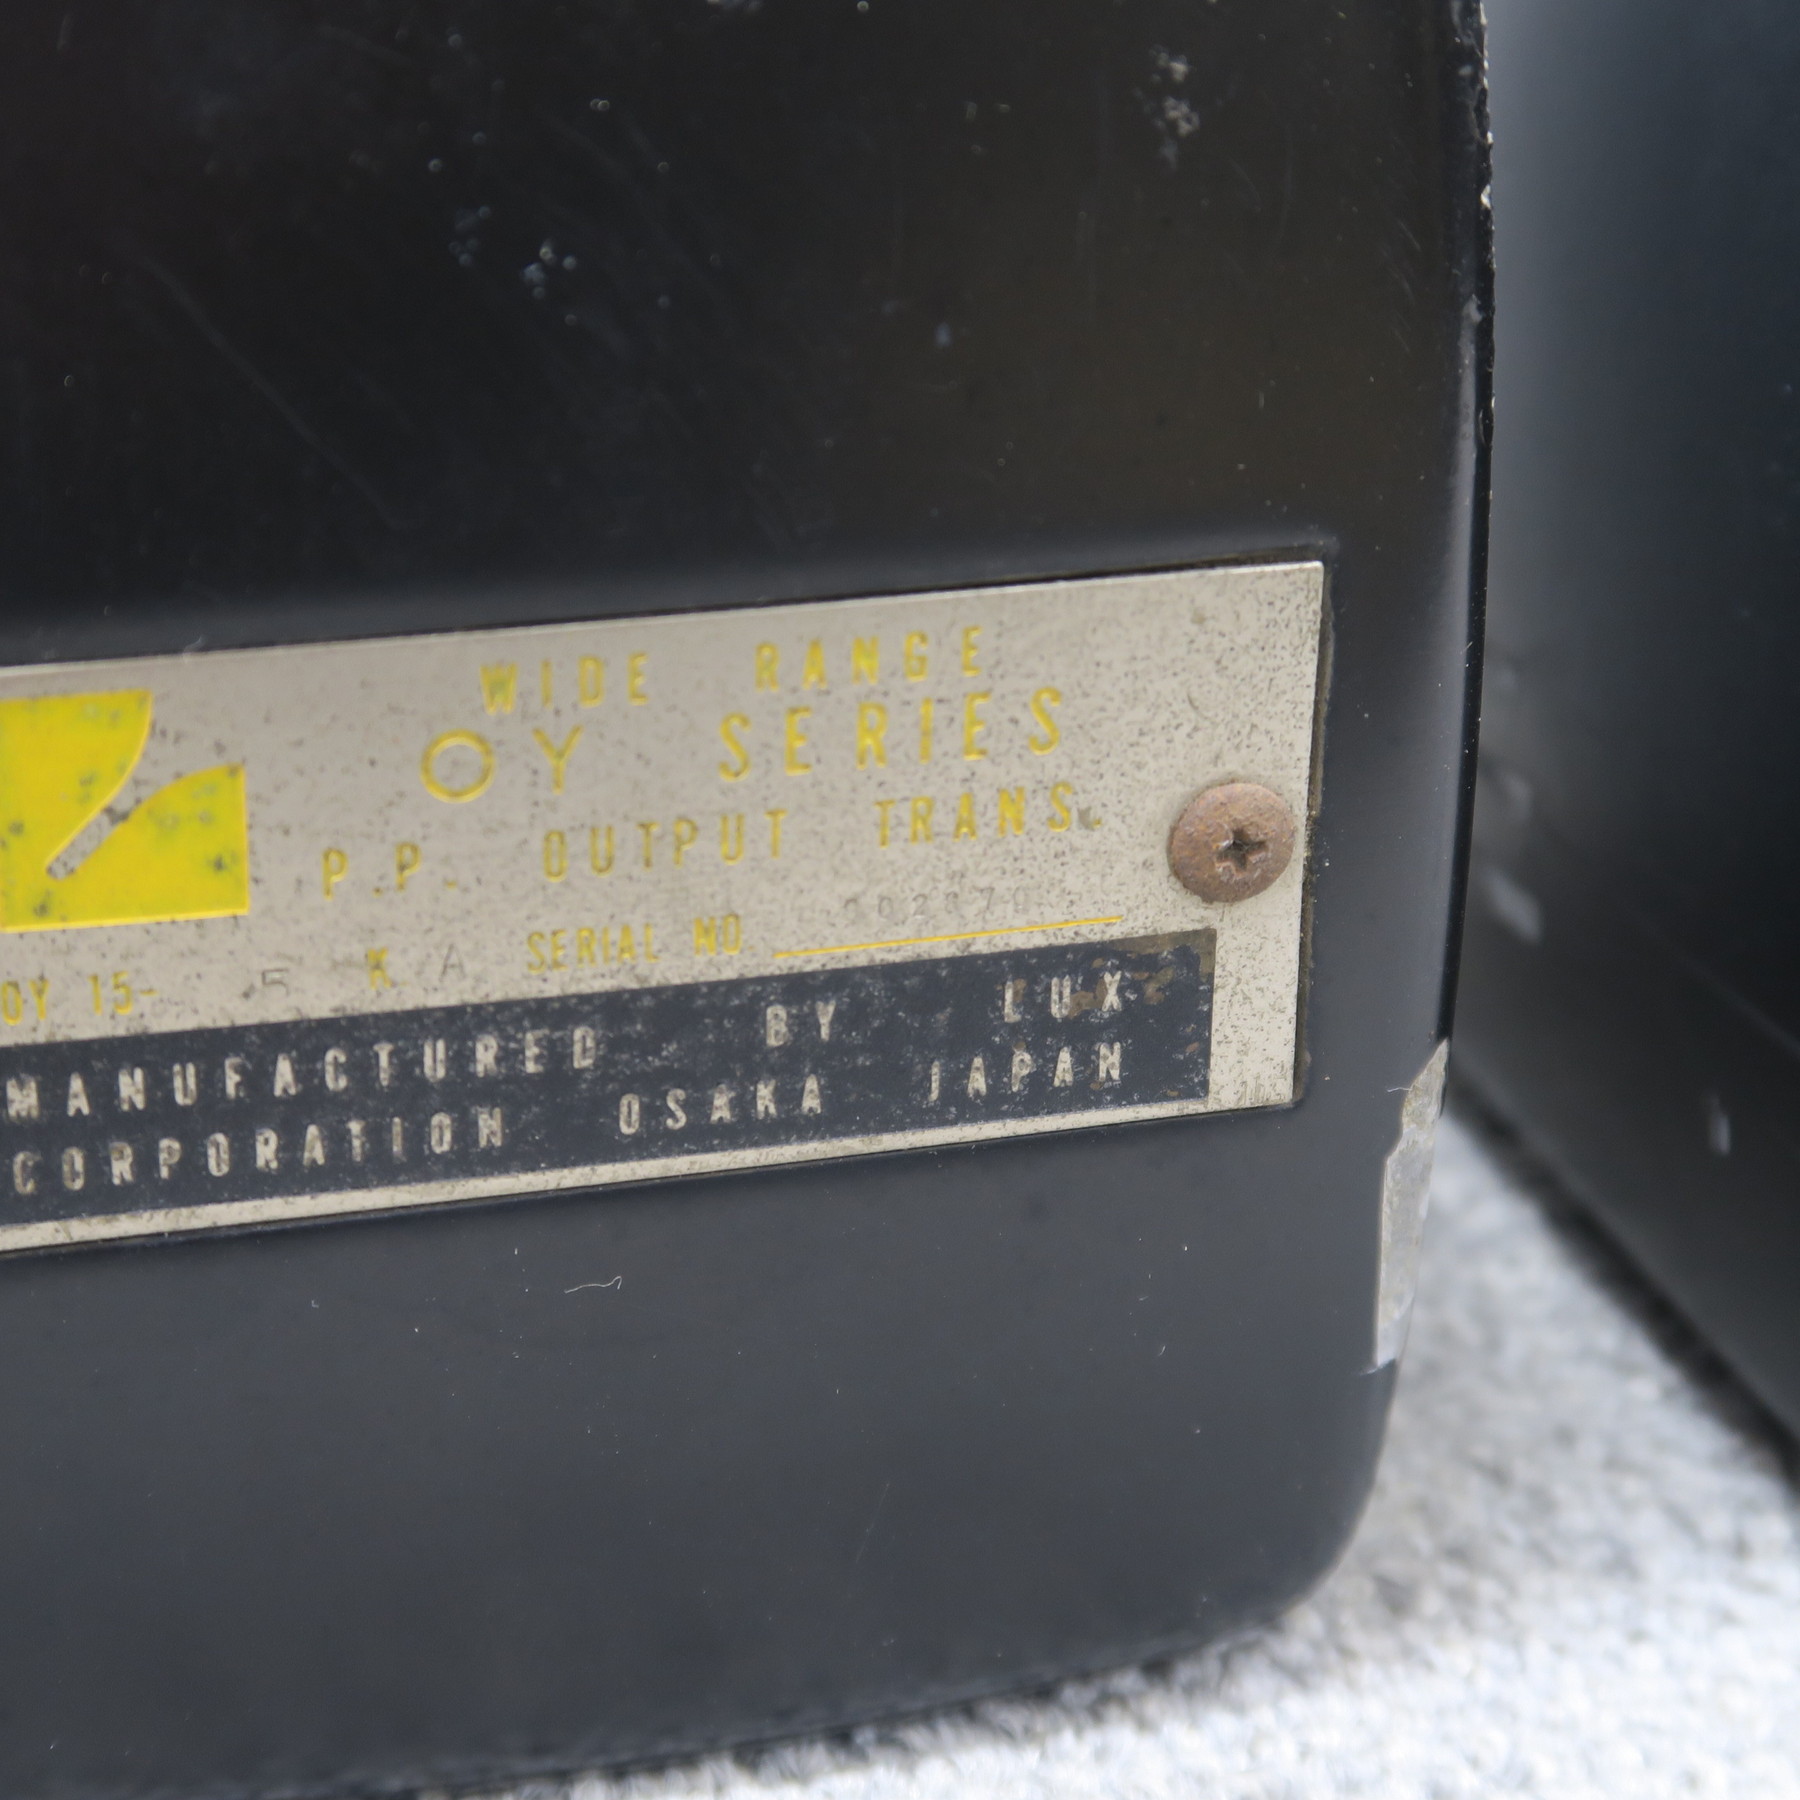 WIDE RANGE
OY SERIES
P.P. OUTPUT TRANS.
OY 15- 5 K A SERIAL NO
MANUFACTURED BY LUX
CORPORATION OSAKA JAPAN